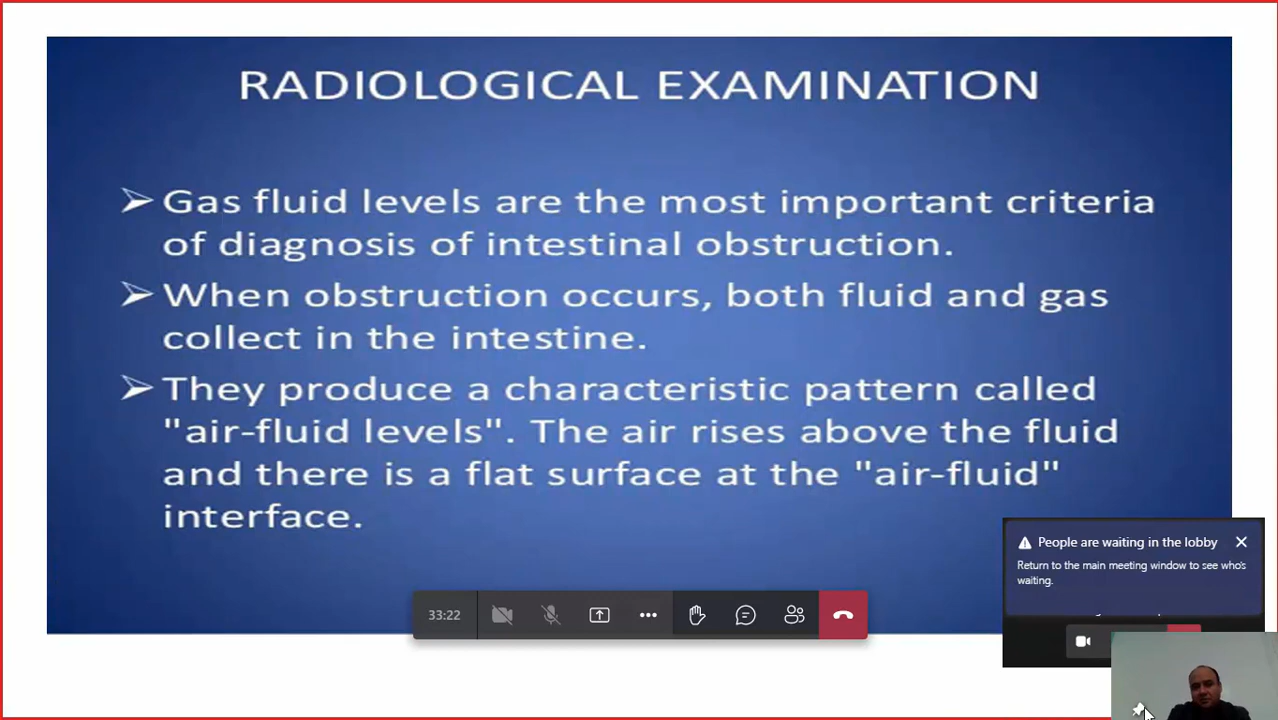 RADIOLOGICAL EXAMINATION
Gas fluid levels are the most important criteria
of diagnosis of intestinal obstruction.
When obstruction occurs, both fluid and gas
collect in the intestine.
They produce a characteristic pattern called
"air-fluid levels". The air rises above the fluid
and there is a flat surface at the "air-fluid"
interface.
People are waiting in the lobby
Return to the main meeting window to see who's
waiting.
33:22